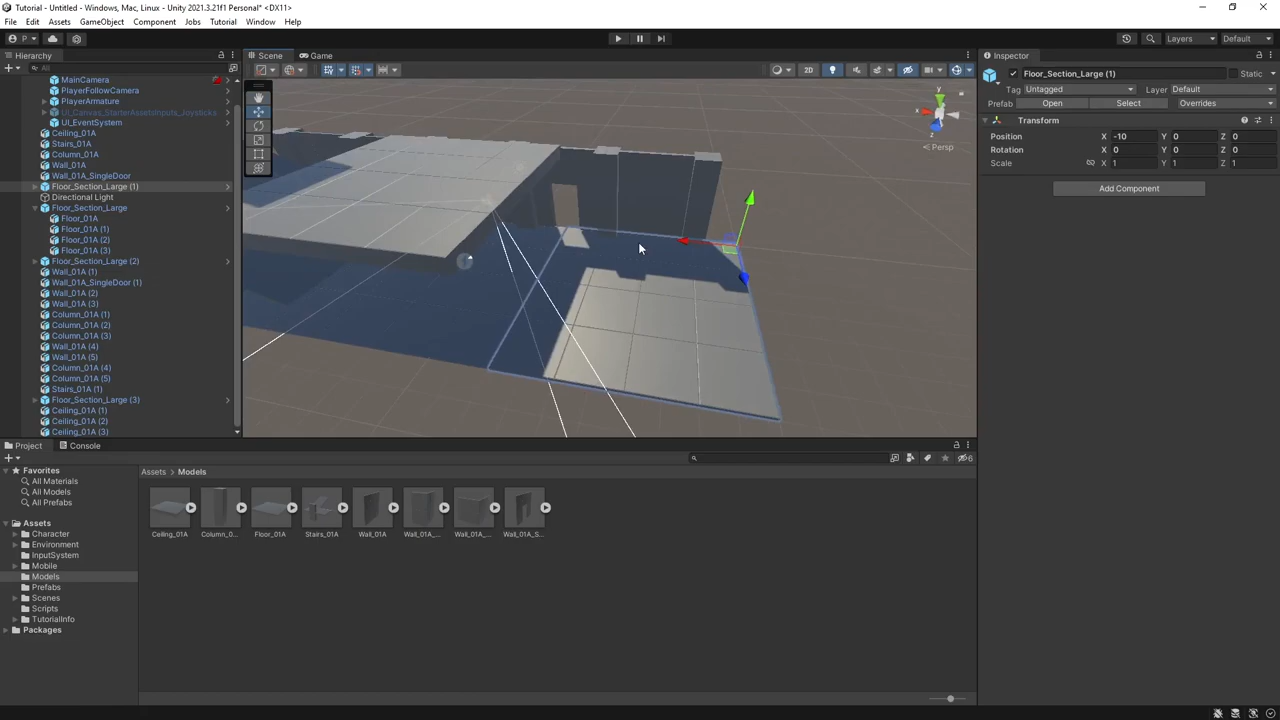 Tutorial - Untitled - Windows, Mac, Linux - Unity 2021.3.21f1 Personal* <DX11>
File Edit Assets GameObject Component Jobs Tutorial Window Help
P Layers Default
Hierarchy Scene Game Inspector
All
MainCamera
PlayerFollowCamera
PlayerArmature
UI_Canvas_StarterAssetsInputs_Joysticks
UI_EventSystem
Ceiling_01A
Stairs_01A
Column_01A
Wall_01A
Wall_01A_SingleDoor
Floor_Section_Large (1)
Directional Light
Floor_Section_Large
Floor_01A
Floor_01A (1)
Floor_01A (2)
Floor_01A (3)
Floor_Section_Large (2)
Wall_01A (1)
Wall_01A_SingleDoor (1)
Wall_01A (2)
Wall_01A (3)
Column_01A (1)
Column_01A (2)
Column_01A (3)
Wall_01A (4)
Wall_01A (5)
Column_01A (4)
Column_01A (5)
Stairs_01A (1)
Floor_Section_Large (3)
Ceiling_01A (1)
Ceiling_01A (2)
Ceiling_01A (3)
2D
y
x
z
Persp
Floor_Section_Large (1) Static
Tag Untagged Layer Default
Prefab Open Select Overrides
Transform
Position X -10 Y 0 Z 0
Rotation X 0 Y 0 Z 0
Scale X 1 Y 1 Z 1
Add Component
Project Console
6
Favorites
All Materials
All Models
All Prefabs
Assets
Character
Environment
InputSystem
Mobile
Models
Prefabs
Scenes
Scripts
TutorialInfo
Packages
Assets > Models
Ceiling_01A Column_0... Floor_01A Stairs_01A Wall_01A Wall_01A_... Wall_01A_... Wall_01A_S...